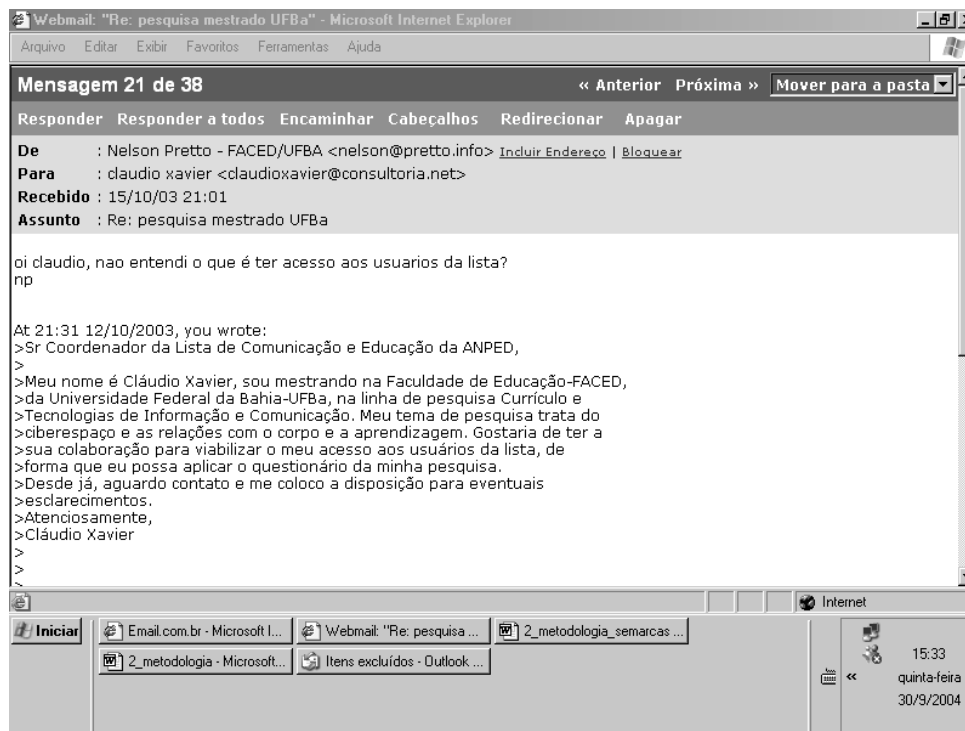 Webmail: "Re: pesquisa mestrado UFBa" - Microsoft Internet Explorer
Arquivo Editar Exibir Favoritos Ferramentas Ajuda
Mensagem 21 de 38 « Anterior Próxima » Mover para a pasta
Responder Responder a todos Encaminhar Cabeçalhos Redirecionar Apagar
De : Nelson Pretto - FACED/UFBA <nelson@pretto.info> Incluir Endereço | Bloquear
Para : claudio xavier <claudioxavier@consultoria.net>
Recebido : 15/10/03 21:01
Assunto : Re: pesquisa mestrado UFBa
oi claudio, nao entendi o que é ter acesso aos usuarios da lista?
np
At 21:31 12/10/2003, you wrote:
>Sr Coordenador da Lista de Comunicação e Educação da ANPED,
>
>Meu nome é Cláudio Xavier, sou mestrando na Faculdade de Educação-FACED,
>da Universidade Federal da Bahia-UFBa, na linha de pesquisa Currículo e
>Tecnologias de Informação e Comunicação. Meu tema de pesquisa trata do
>ciberespaço e as relações com o corpo e a aprendizagem. Gostaria de ter a
>sua colaboração para viabilizar o meu acesso aos usuários da lista, de
>forma que eu possa aplicar o questionário da minha pesquisa.
>Desde já, aguardo contato e me coloco a disposição para eventuais
>esclarecimentos.
>Atenciosamente,
>Cláudio Xavier
>
>
>
Internet
Iniciar Email.com.br - Microsoft I... Webmail: "Re: pesquisa ... 2_metodologia_semarcas ...
2_metodologia - Microsoft... Itens excluídos - Outlook ...
«
15:33
quinta-feira
30/9/2004